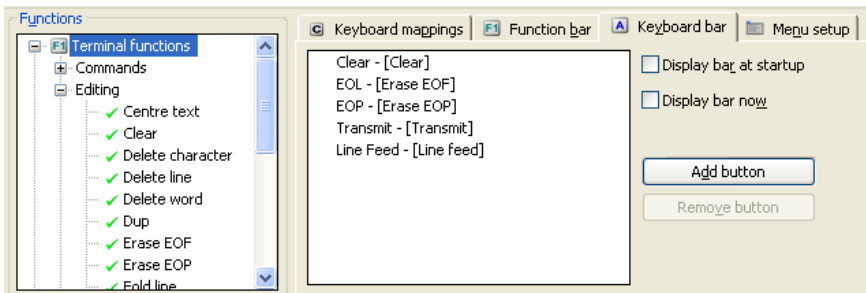 Functions
F1 Terminal functions
Commands
Editing
Centre text
Clear
Delete character
Delete line
Delete word
Dup
Erase EOF
Erase EOP
Fold line
C Keyboard mappings
F1 Function bar
A Keyboard bar
Menu setup
Clear - [Clear]
EOL - [Erase EOF]
EOP - [Erase EOP]
Transmit - [Transmit]
Line Feed - [Line feed]
Display bar at startup
Display bar now
Add button
Remove button